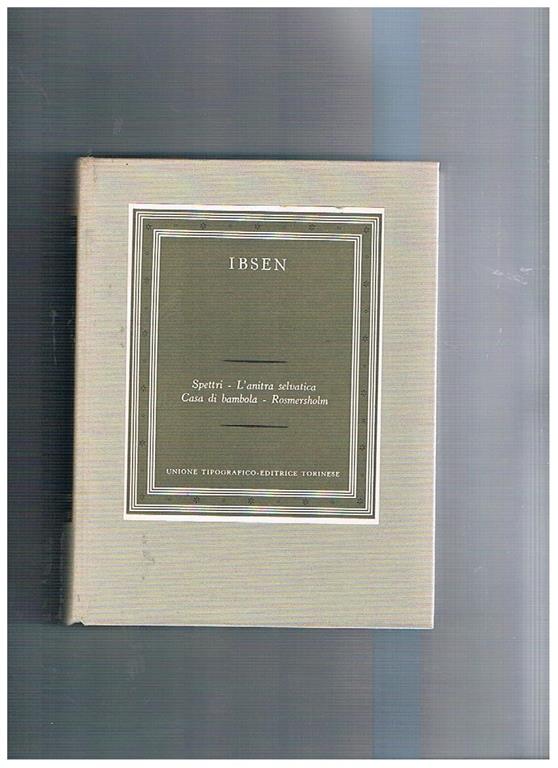 IBSEN
Spettri - L'anitra selvatica
Casa di bambola - Rosmersholm
UNIONE TIPOGRAFICO-EDITRICE TORINESE